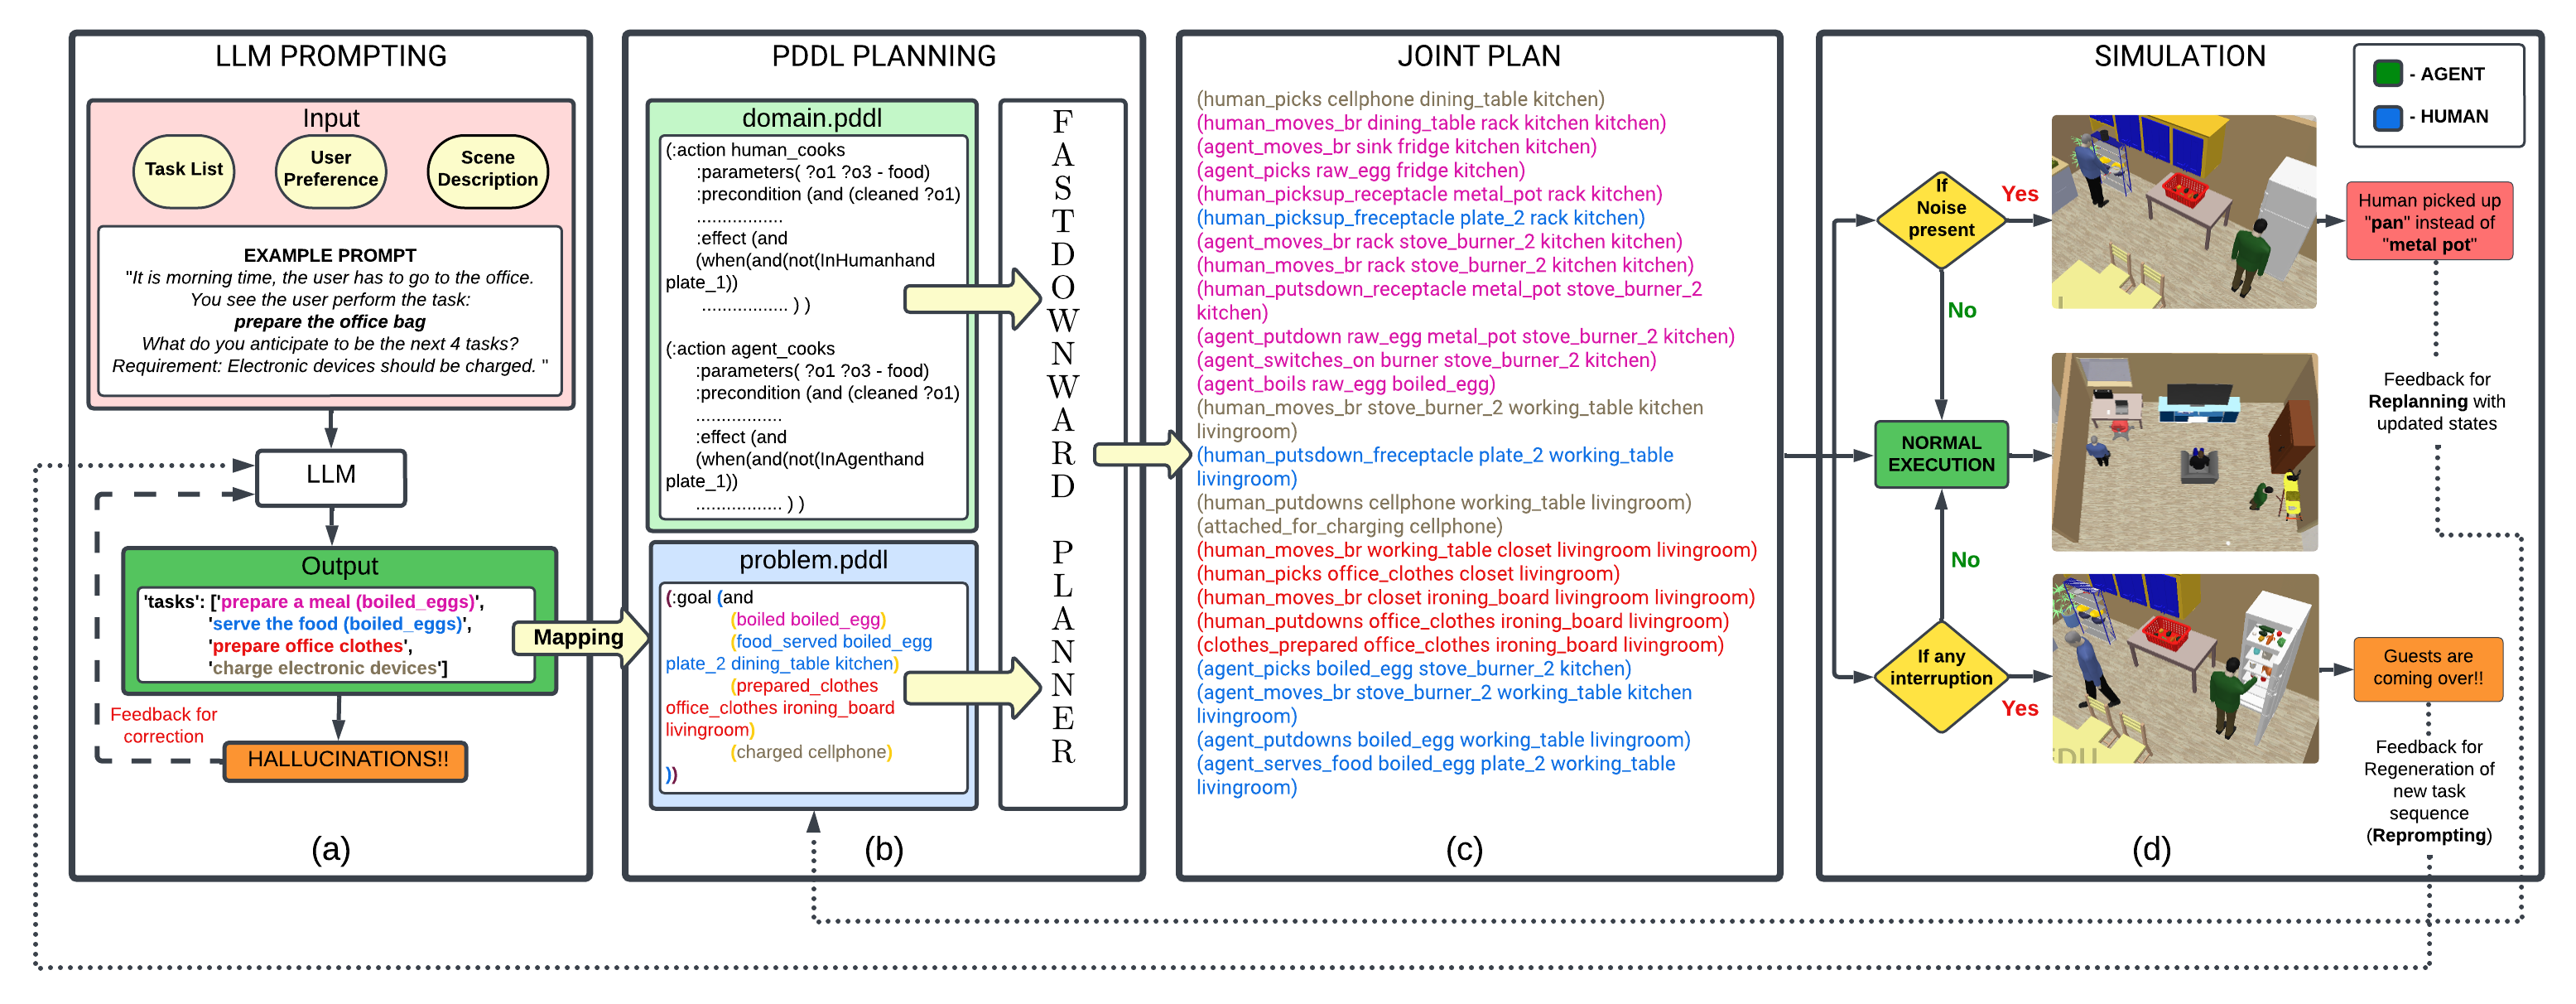 LLM PROMPTING
Input
Task List
User
Preference
Scene
Description
EXAMPLE PROMPT
"It is morning time, the user has to go to the office.
You see the user perform the task:
prepare the office bag
What do you anticipate to be the next 4 tasks?
Requirement: Electronic devices should be charged. "
LLM
Output
'tasks': ['prepare a meal (boiled_eggs)',
'serve the food (boiled_eggs)',
'prepare office clothes',
'charge electronic devices']
Feedback for
correction
HALLUCINATIONS!!
(a)
Mapping
PDDL PLANNING
domain.pddl
(:action human_cooks
:parameters( ?o1 ?o3 - food)
:precondition (and (cleaned ?o1)
.................
:effect (and
(when(and(not(InHumanhand
plate_1))
................. ) )
(:action agent_cooks
:parameters( ?o1 ?o3 - food)
:precondition (and (cleaned ?o1)
.................
:effect (and
(when(and(not(InAgenthand
plate_1))
................. ) )
problem.pddl
(:goal (and
(boiled boiled_egg)
(food_served boiled_egg
plate_2 dining_table kitchen)
(prepared_clothes
office_clothes ironing_board
livingroom)
(charged cellphone)
))
FASTDOWNWARD PLANNER
(b)
JOINT PLAN
(human_picks cellphone dining_table kitchen)
(human_moves_br dining_table rack kitchen kitchen)
(agent_moves_br sink fridge kitchen kitchen)
(agent_picks raw_egg fridge kitchen)
(human_picksup_receptacle metal_pot rack kitchen)
(human_picksup_freceptacle plate_2 rack kitchen)
(agent_moves_br rack stove_burner_2 kitchen kitchen)
(human_moves_br rack stove_burner_2 kitchen kitchen)
(human_putsdown_receptacle metal_pot stove_burner_2
kitchen)
(agent_putdown raw_egg metal_pot stove_burner_2 kitchen)
(agent_switches_on burner stove_burner_2 kitchen)
(agent_boils raw_egg boiled_egg)
(human_moves_br stove_burner_2 working_table kitchen
livingroom)
(human_putsdown_freceptacle plate_2 working_table
livingroom)
(human_putdowns cellphone working_table livingroom)
(attached_for_charging cellphone)
(human_moves_br working_table closet livingroom livingroom)
(human_picks office_clothes closet livingroom)
(human_moves_br closet ironing_board livingroom livingroom)
(human_putdowns office_clothes ironing_board livingroom)
(clothes_prepared office_clothes ironing_board livingroom)
(agent_picks boiled_egg stove_burner_2 kitchen)
(agent_moves_br stove_burner_2 working_table kitchen
livingroom)
(agent_putdowns boiled_egg working_table livingroom)
(agent_serves_food boiled_egg plate_2 working_table
livingroom)
(c)
SIMULATION
- AGENT
- HUMAN
If
Noise
present
Yes
No
Human picked up
"pan" instead of
"metal pot"
Feedback for
Replanning with
updated states
NORMAL
EXECUTION
No
If any
interruption
Yes
EDU
Guests are
coming over!!
Feedback for
Regeneration of
new task
sequence
(Reprompting)
(d)